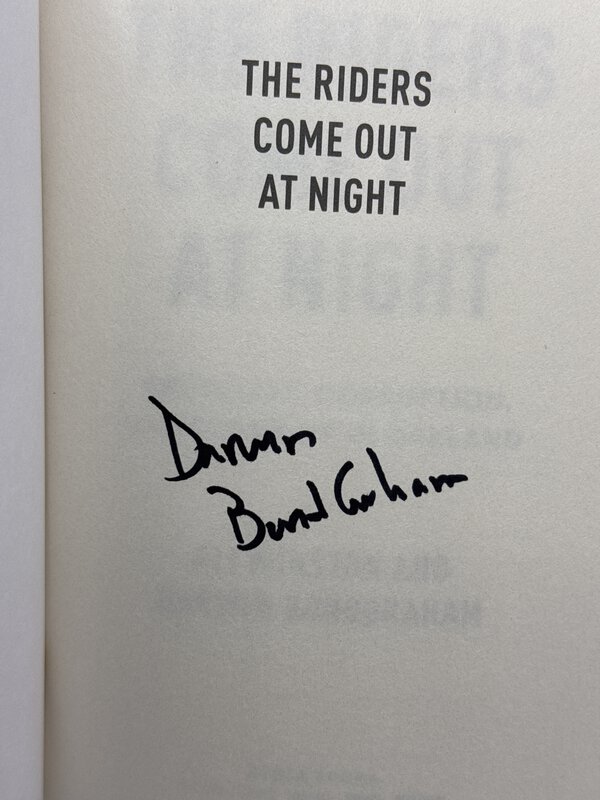 THE RIDERS
COME OUT
AT NIGHT
Darwin
BondGraham